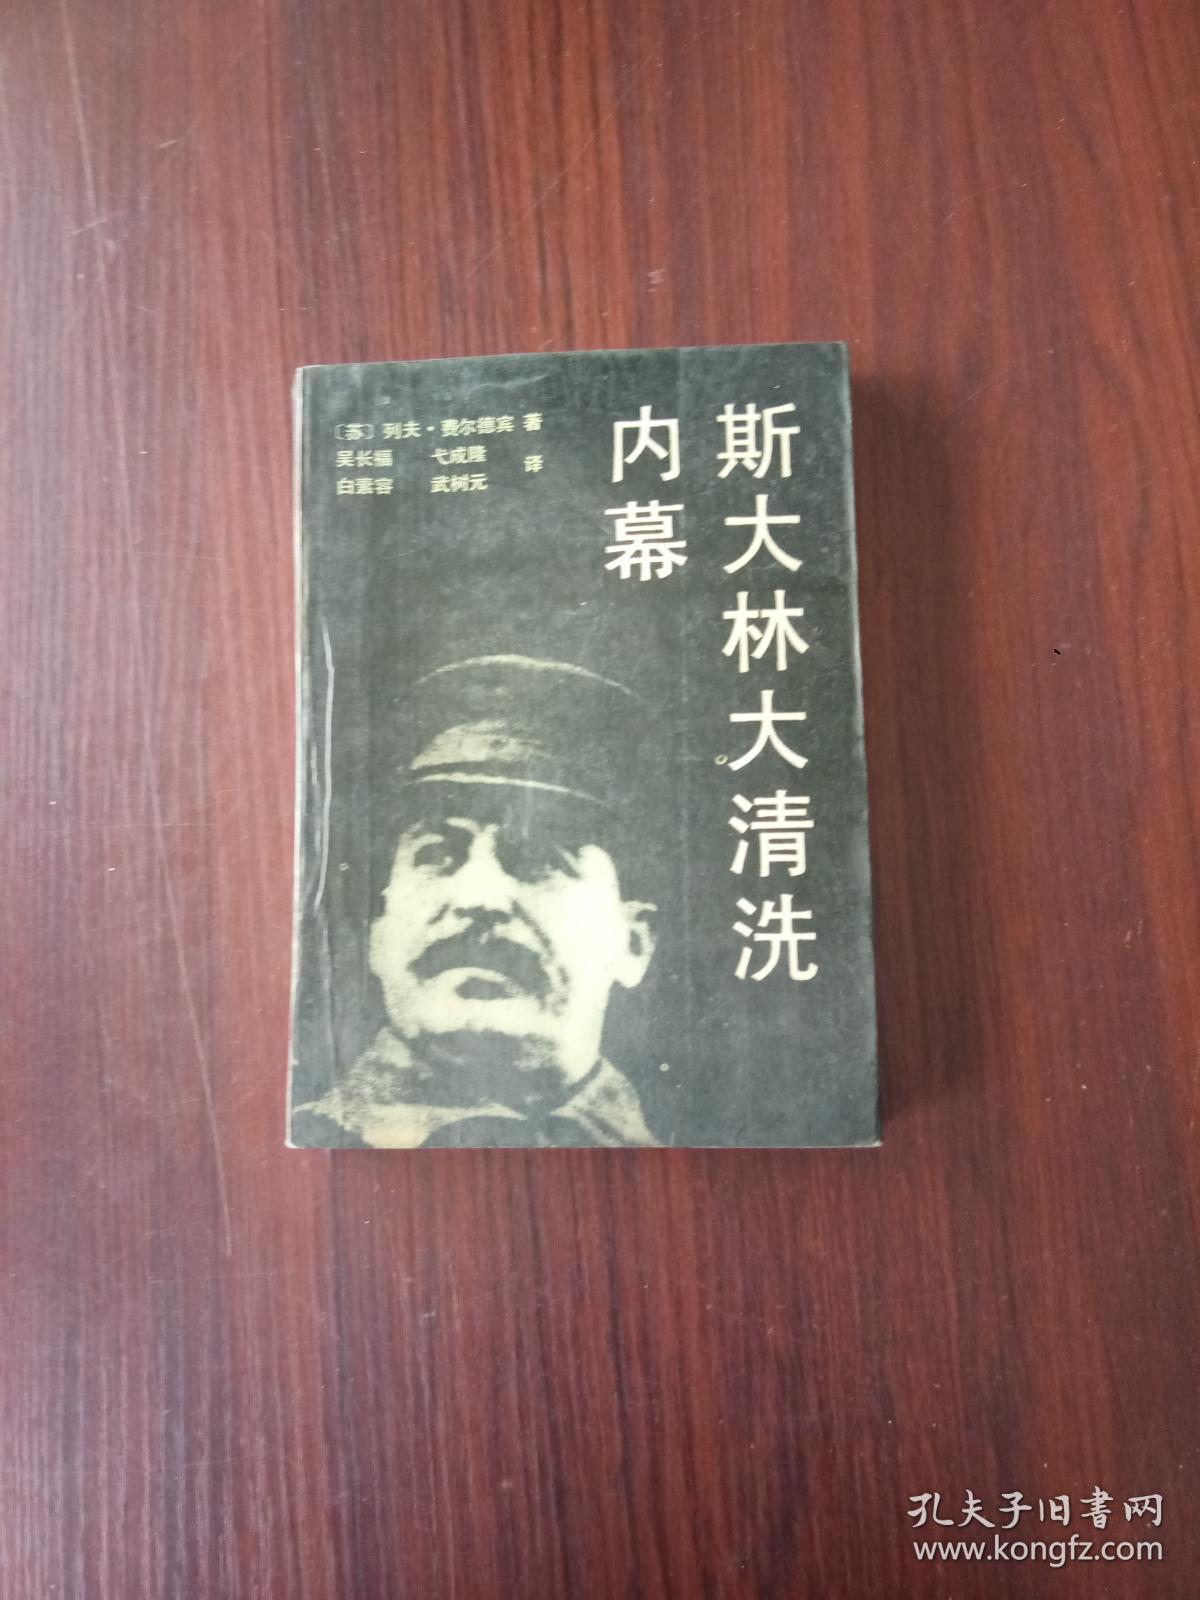 斯大林大清洗
内幕
〔苏〕列夫·费尔德宾 著
吴长福 弋成隆
白素容 武树元 译
孔夫子旧书网
www.kongfz.com